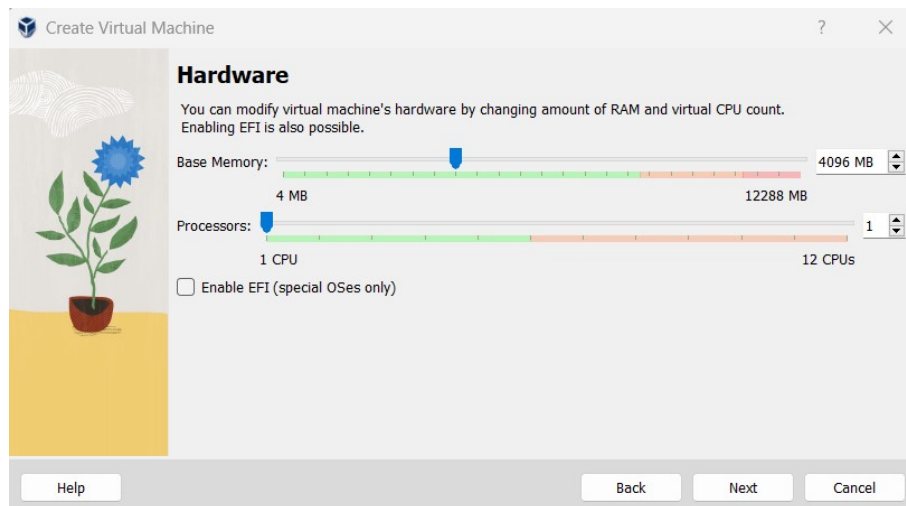 Create Virtual Machine
?
Hardware
You can modify virtual machine's hardware by changing amount of RAM and virtual CPU count.
Enabling EFI is also possible.
Base Memory: 4096 MB
4 MB 12288 MB
Processors: 1
1 CPU 12 CPUs
Enable EFI (special OSes only)
Help Back Next Cancel